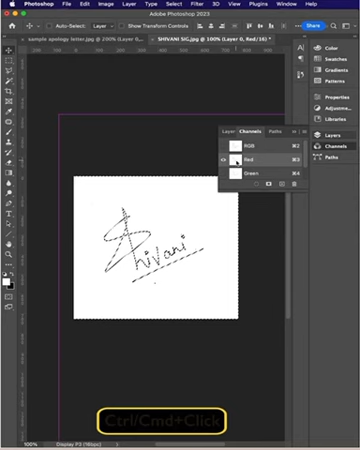 Photoshop File Edit Image Layer Type Select Filter 3D View Plugins Window Help
Adobe Photoshop 2023
Auto-Select: Layer Show Transform Controls Share
sample apology letter.jpg @ 200% (Layer 0,
SHIVANI SIG.jpg @ 100% (Layer 0, Red/16) *
Color
Swatches
Gradients
Patterns
Properties
Adjustments
Libraries
Layers
Channels
Paths
Layer Channels Paths
RGB ⌘2
Red ⌘3
Green ⌘4
Shivani
Ctrl/Cmd+Click
100% Display P3 (16bpc)